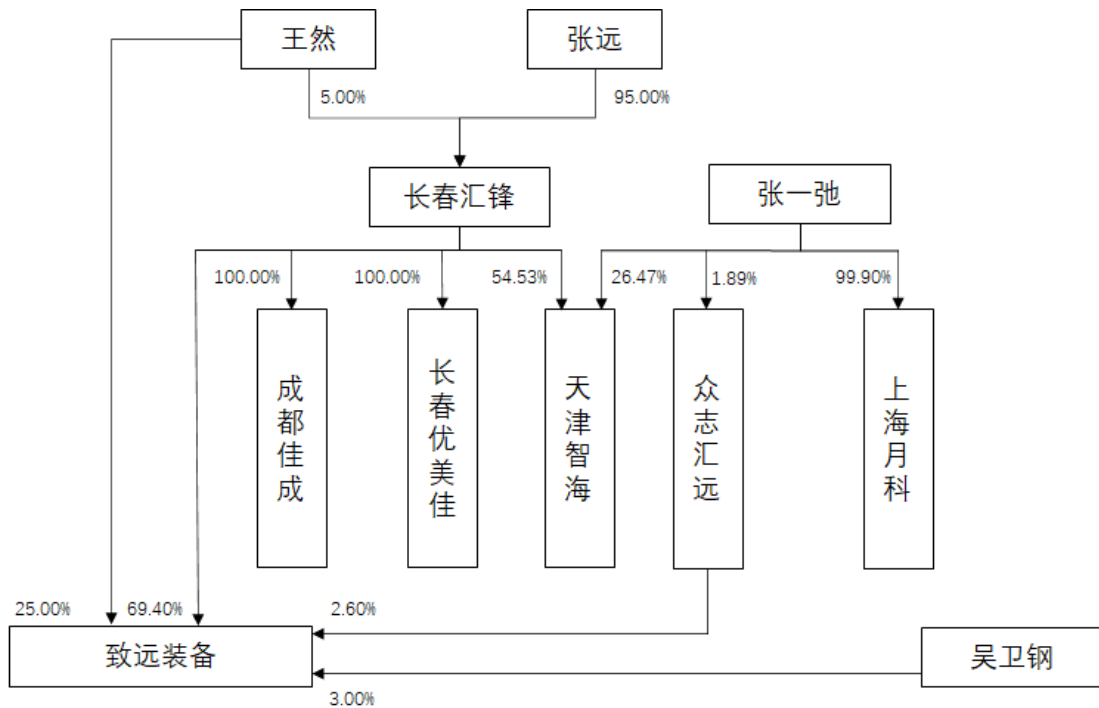 王然
张远
5.00%
95.00%
长春汇锋
张一弛
100.00%
100.00%
54.53%
26.47%
1.89%
99.90%
成都佳成
长春优美佳
天津智海
众志汇远
上海月科
25.00%
69.40%
2.60%
致远装备
吴卫钢
3.00%